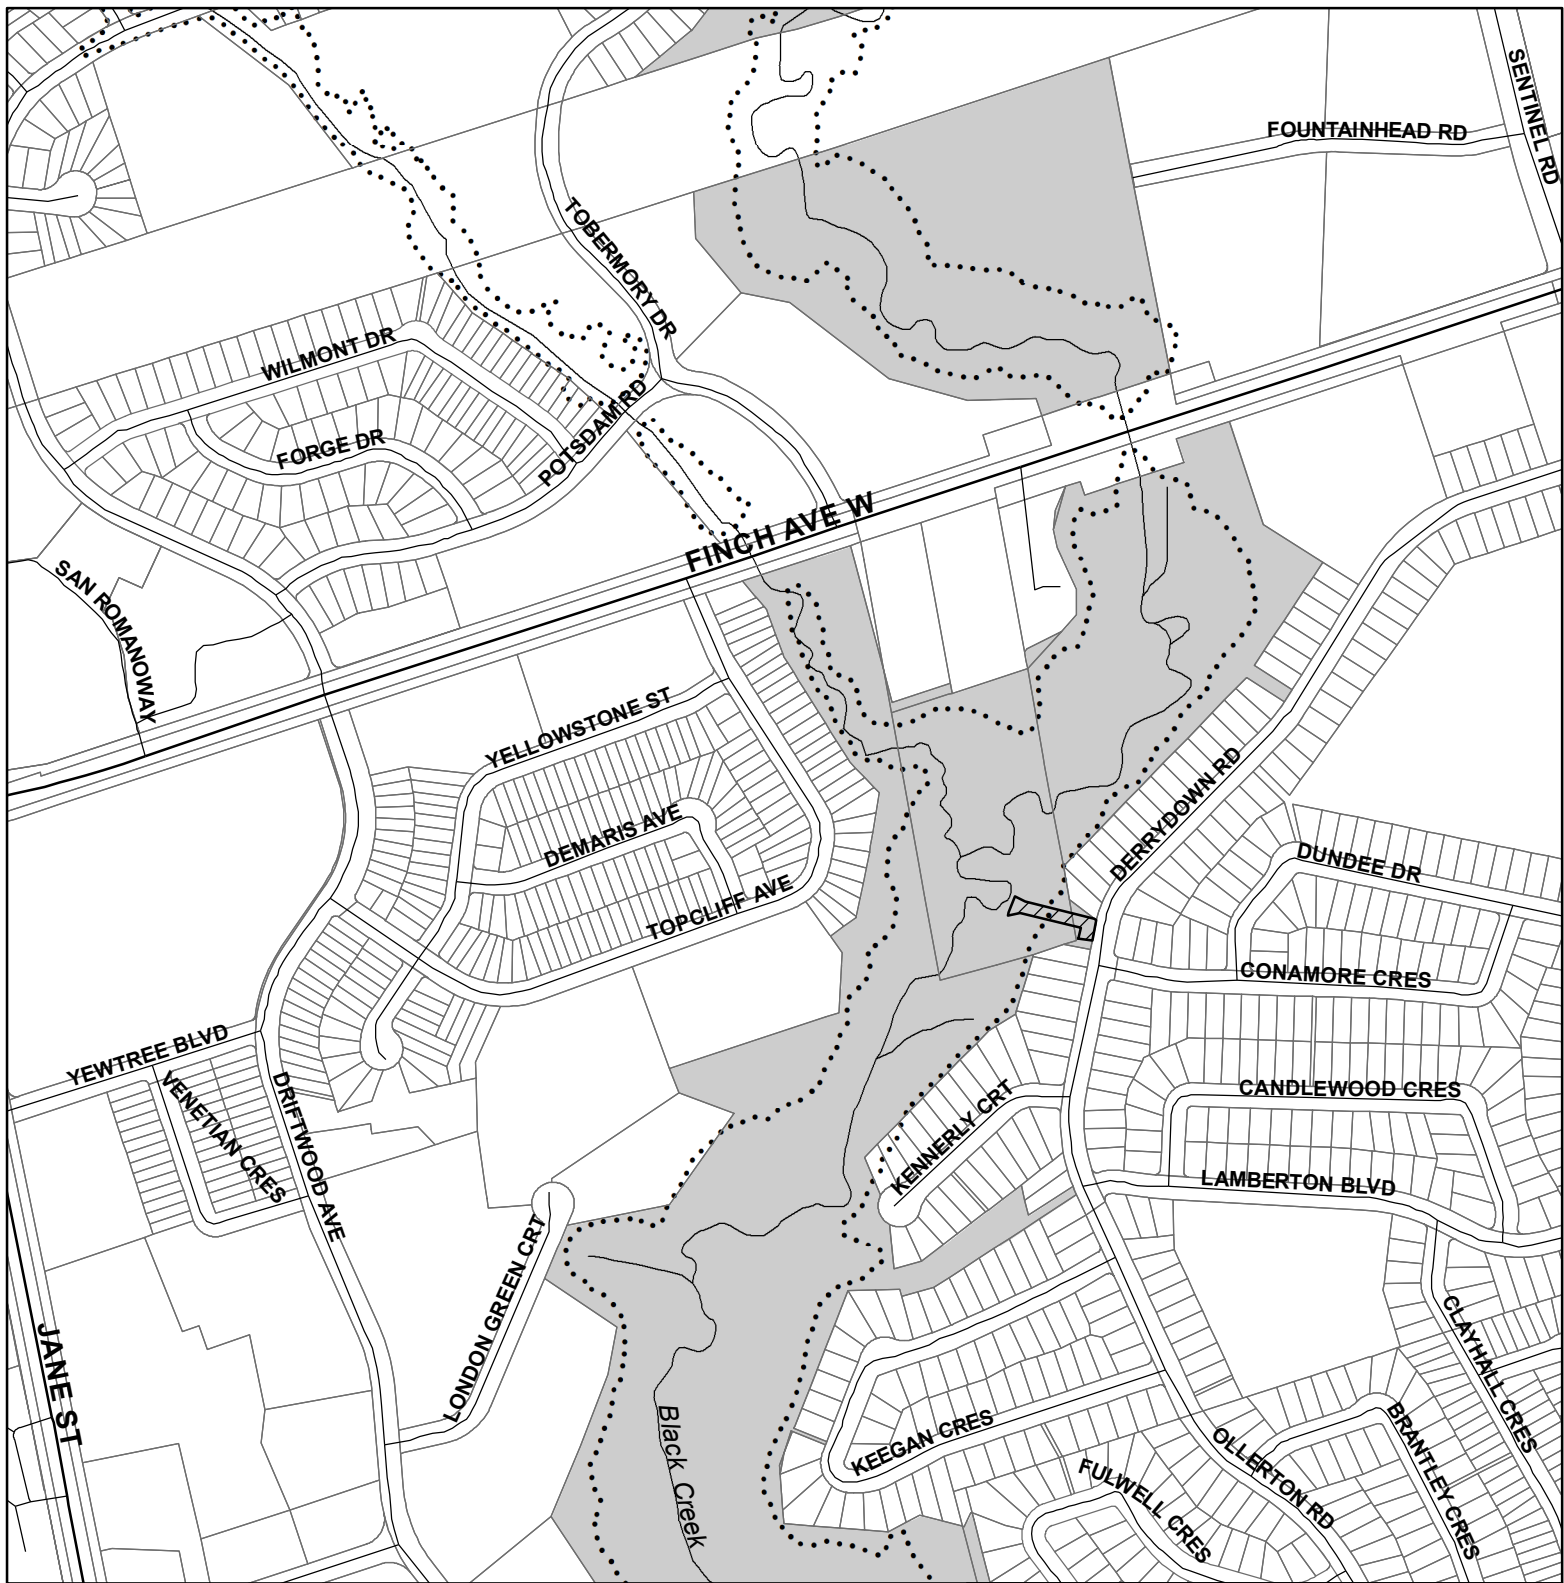 SENTINEL RD
FOUNTAINHEAD RD
TOBERMORY DR
WILMONT DR
FORGE DR
POTSDAM RD
FINCH AVE W
SAN ROMANOWAY
YELLOWSTONE ST
DERRYDOWN RD
DEMARIS AVE
DUNDEE DR
TOPCLIFF AVE
CONAMORE CRES
YEWTREE BLVD
VENETIAN CRES
DRIFTWOOD AVE
KENNERLY CRT
CANDLEWOOD CRES
LAMBERTON BLVD
LONDON GREEN CRT
JANE ST
CLAYHALL CRES
Black Creek
KEEGAN CRES
BRANTLEY CRES
OLLERTON RD
FULWELL CRES